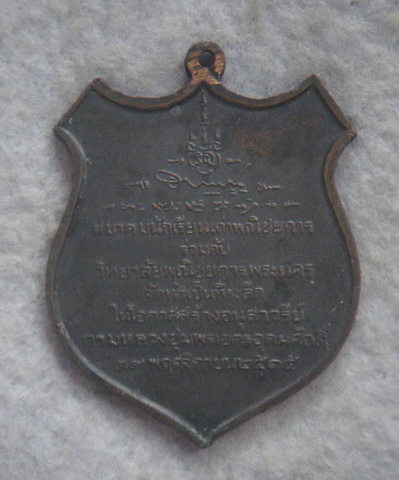 สมาคมนักเรียนเก่าพณิชยการ
ร่วมกับ
วิทยาลัยพณิชยการพระนคร
จัดทำเป็นที่ระลึก
ในโอกาสสร้างอนุสาวรีย์
กรมหลวงชุมพรเขตรอุดมศักดิ์
๑๙ พฤศจิกายน ๒๕๑๕